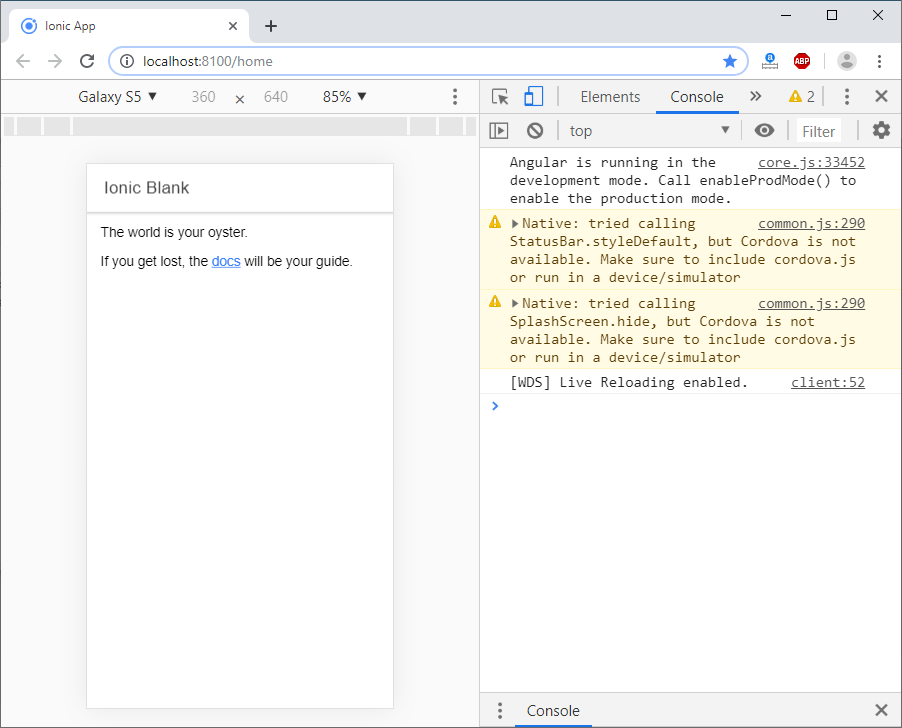 Ionic App
localhost:8100/home
ABP
Galaxy S5 ▼ 360 × 640 85% ▼
Elements Console » 2
top ▼ Filter
Ionic Blank
The world is your oyster.
If you get lost, the docs will be your guide.
Angular is running in the core.js:33452
development mode. Call enableProdMode() to
enable the production mode.
Native: tried calling common.js:290
StatusBar.styleDefault, but Cordova is not
available. Make sure to include cordova.js
or run in a device/simulator
Native: tried calling common.js:290
SplashScreen.hide, but Cordova is not
available. Make sure to include cordova.js
or run in a device/simulator
[WDS] Live Reloading enabled. client:52
Console